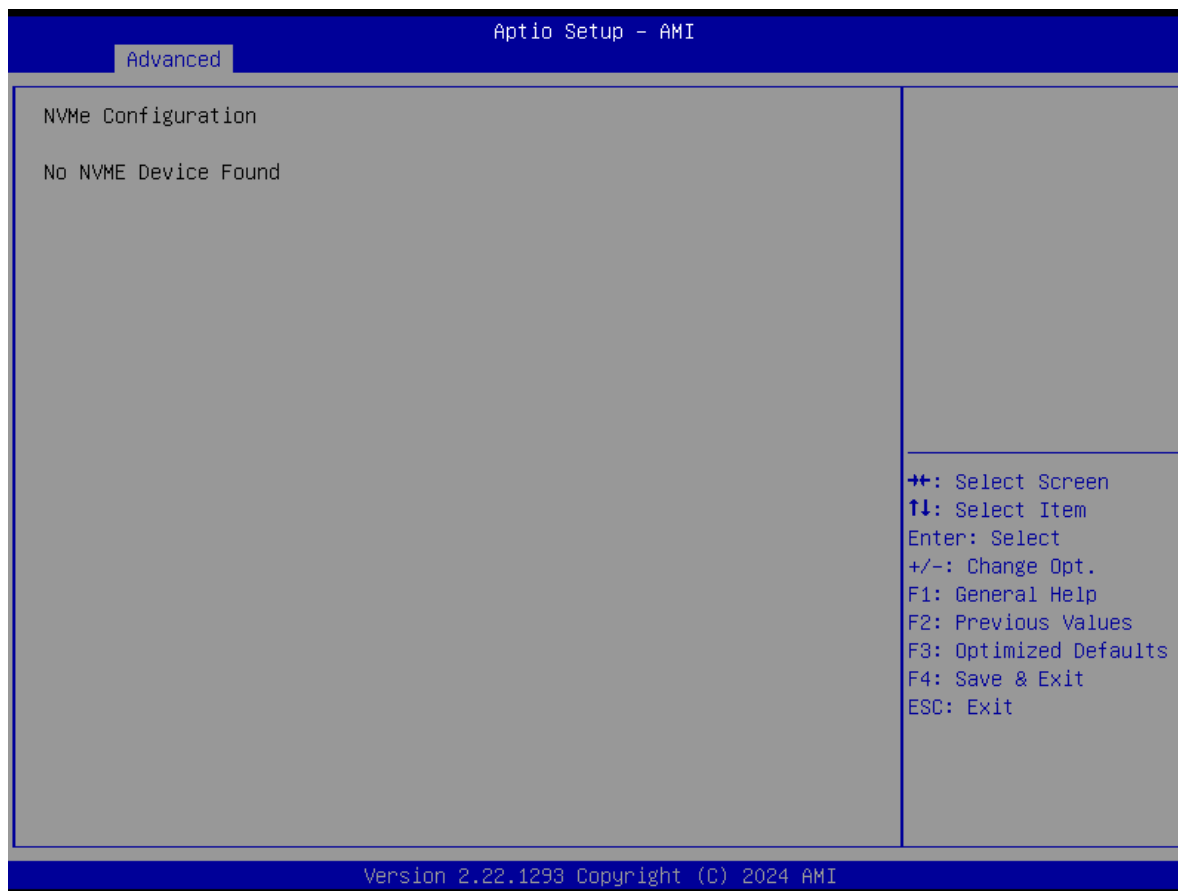 Aptio Setup – AMI
Advanced
NVMe Configuration
No NVME Device Found
→←: Select Screen
↑↓: Select Item
Enter: Select
+/-: Change Opt.
F1: General Help
F2: Previous Values
F3: Optimized Defaults
F4: Save & Exit
ESC: Exit
Version 2.22.1293 Copyright (C) 2024 AMI